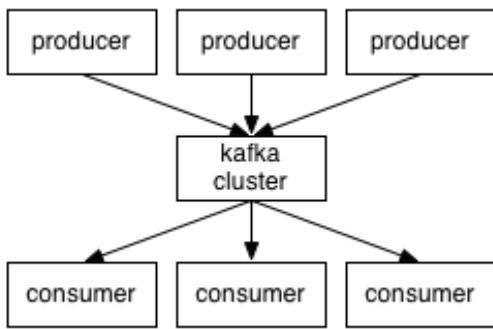 producer
producer
producer
kafka
cluster
consumer
consumer
consumer